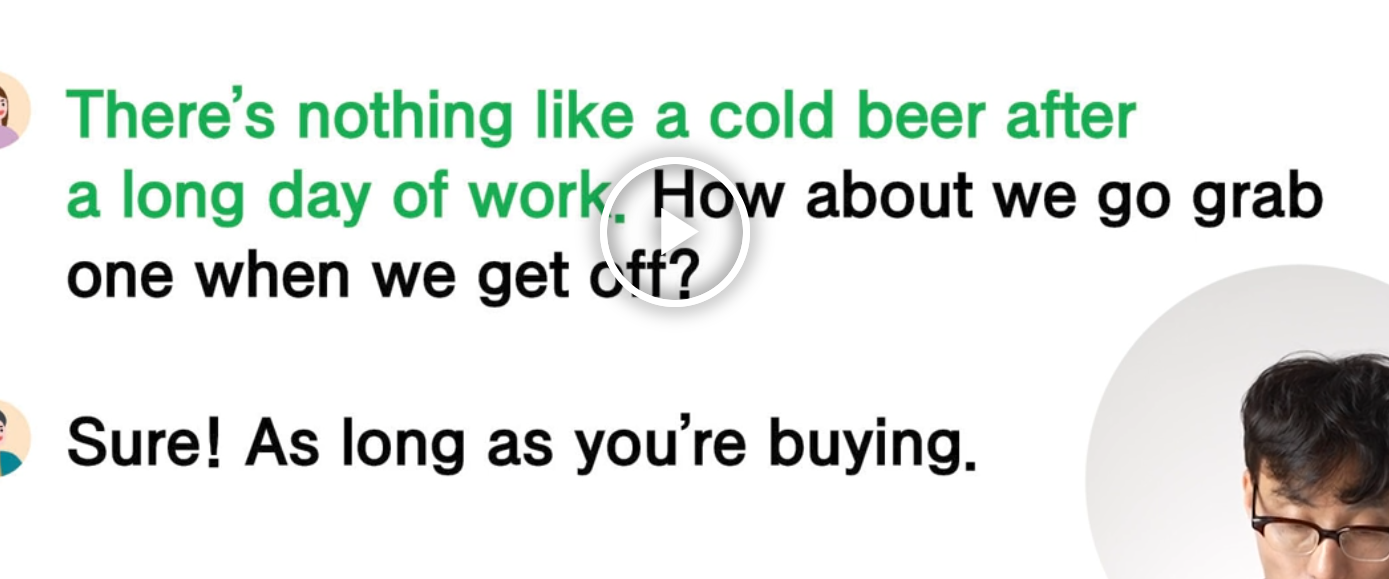 There's nothing like a cold beer after
a long day of work. How about we go grab
one when we get off?
Sure! As long as you're buying.